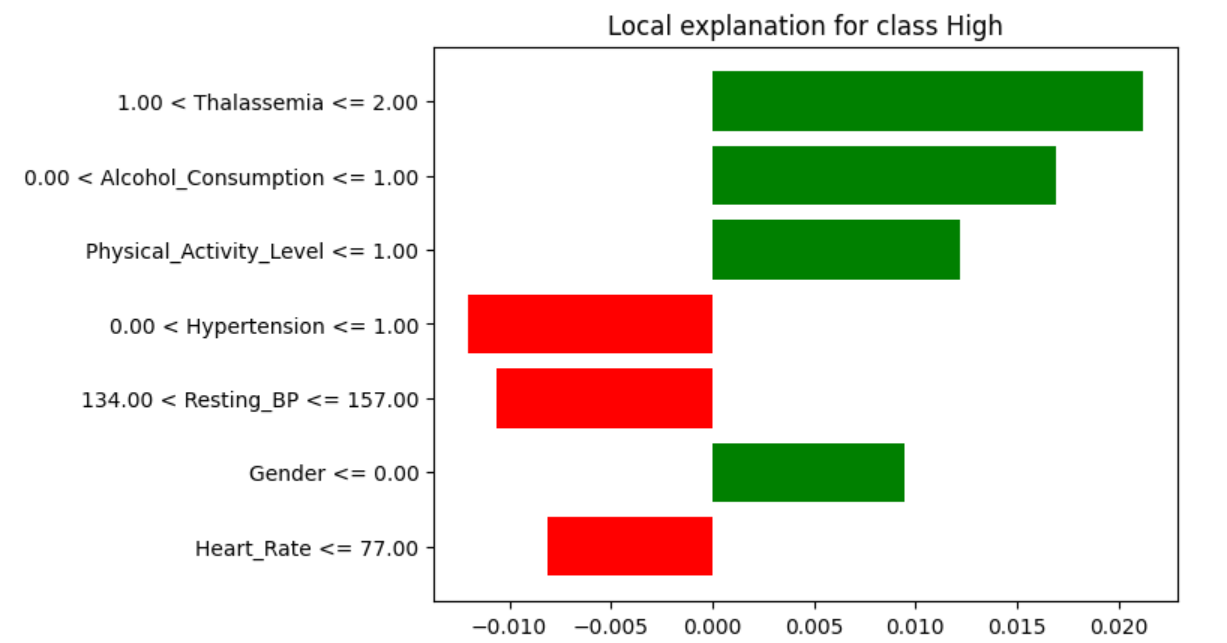 Local explanation for class High
1.00 < Thalassemia <= 2.00
0.00 < Alcohol_Consumption <= 1.00
Physical_Activity_Level <= 1.00
0.00 < Hypertension <= 1.00
134.00 < Resting_BP <= 157.00
Gender <= 0.00
Heart_Rate <= 77.00
−0.010 −0.005 0.000 0.005 0.010 0.015 0.020